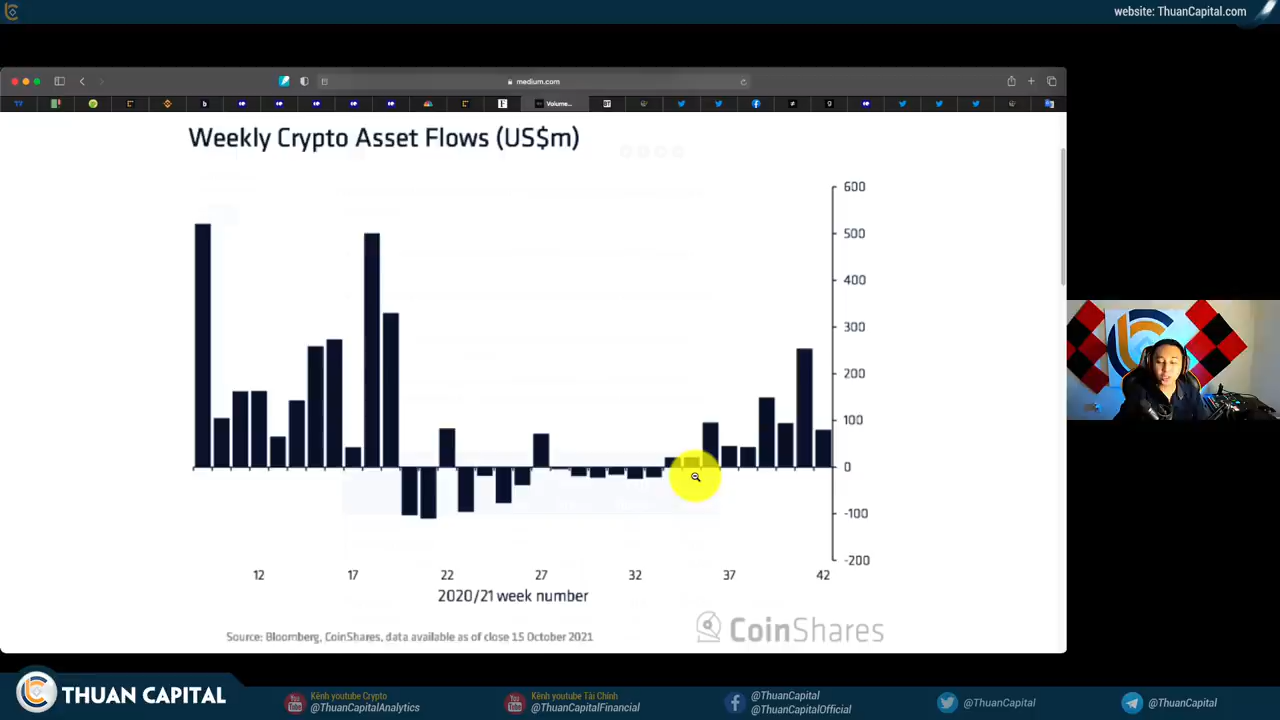 website: ThuanCapital.com
medium.com
Volume...
Weekly Crypto Asset Flows (US$m)
600
500
400
300
200
100
0
-100
-200
12 17 22 27 32 37 42
2020/21 week number
Source: Bloomberg, CoinShares, data available as of close 15 October 2021
CoinShares
THUAN CAPITAL
Kênh youtube Crypto
@ThuanCapitalAnalytics
Kênh youtube Tài Chính
@ThuanCapitalFinancial
@ThuanCapital
@ThuanCapitalOfficial
@ThuanCapital
@ThuanCapital